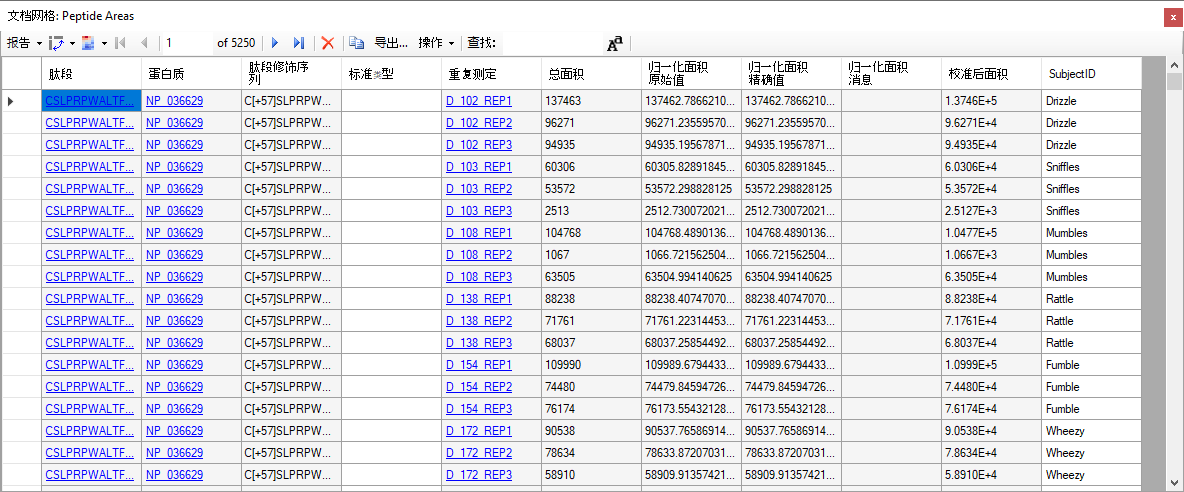 文档网格: Peptide Areas
报告 1 of 5250 导出... 操作 查找:
肽段 蛋白质 肽段修饰序列 标准类型 重复测定 总面积 归一化面积原始值 归一化面积精确值 归一化面积消息 校准后面积 SubjectID
CSLPRPWALTF... NP_036629 C[+57]SLPRPW... D_102_REP1 137463 137462.7866210... 137462.7866210... 1.3746E+5 Drizzle
CSLPRPWALTF... NP_036629 C[+57]SLPRPW... D_102_REP2 96271 96271.23559570... 96271.23559570... 9.6271E+4 Drizzle
CSLPRPWALTF... NP_036629 C[+57]SLPRPW... D_102_REP3 94935 94935.19567871... 94935.19567871... 9.4935E+4 Drizzle
CSLPRPWALTF... NP_036629 C[+57]SLPRPW... D_103_REP1 60306 60305.82891845... 60305.82891845... 6.0306E+4 Sniffles
CSLPRPWALTF... NP_036629 C[+57]SLPRPW... D_103_REP2 53572 53572.298828125 53572.298828125 5.3572E+4 Sniffles
CSLPRPWALTF... NP_036629 C[+57]SLPRPW... D_103_REP3 2513 2512.730072021... 2512.730072021... 2.5127E+3 Sniffles
CSLPRPWALTF... NP_036629 C[+57]SLPRPW... D_108_REP1 104768 104768.4890136... 104768.4890136... 1.0477E+5 Mumbles
CSLPRPWALTF... NP_036629 C[+57]SLPRPW... D_108_REP2 1067 1066.721562504... 1066.721562504... 1.0667E+3 Mumbles
CSLPRPWALTF... NP_036629 C[+57]SLPRPW... D_108_REP3 63505 63504.994140625 63504.994140625 6.3505E+4 Mumbles
CSLPRPWALTF... NP_036629 C[+57]SLPRPW... D_138_REP1 88238 88238.40747070... 88238.40747070... 8.8238E+4 Rattle
CSLPRPWALTF... NP_036629 C[+57]SLPRPW... D_138_REP2 71761 71761.22314453... 71761.22314453... 7.1761E+4 Rattle
CSLPRPWALTF... NP_036629 C[+57]SLPRPW... D_138_REP3 68037 68037.25854492... 68037.25854492... 6.8037E+4 Rattle
CSLPRPWALTF... NP_036629 C[+57]SLPRPW... D_154_REP1 109990 109989.6794433... 109989.6794433... 1.0999E+5 Fumble
CSLPRPWALTF... NP_036629 C[+57]SLPRPW... D_154_REP2 74480 74479.84594726... 74479.84594726... 7.4480E+4 Fumble
CSLPRPWALTF... NP_036629 C[+57]SLPRPW... D_154_REP3 76174 76173.55432128... 76173.55432128... 7.6174E+4 Fumble
CSLPRPWALTF... NP_036629 C[+57]SLPRPW... D_172_REP1 90538 90537.76586914... 90537.76586914... 9.0538E+4 Wheezy
CSLPRPWALTF... NP_036629 C[+57]SLPRPW... D_172_REP2 78634 78633.87207031... 78633.87207031... 7.8634E+4 Wheezy
CSLPRPWALTF... NP_036629 C[+57]SLPRPW... D_172_REP3 58910 58909.91357421... 58909.91357421... 5.8910E+4 Wheezy